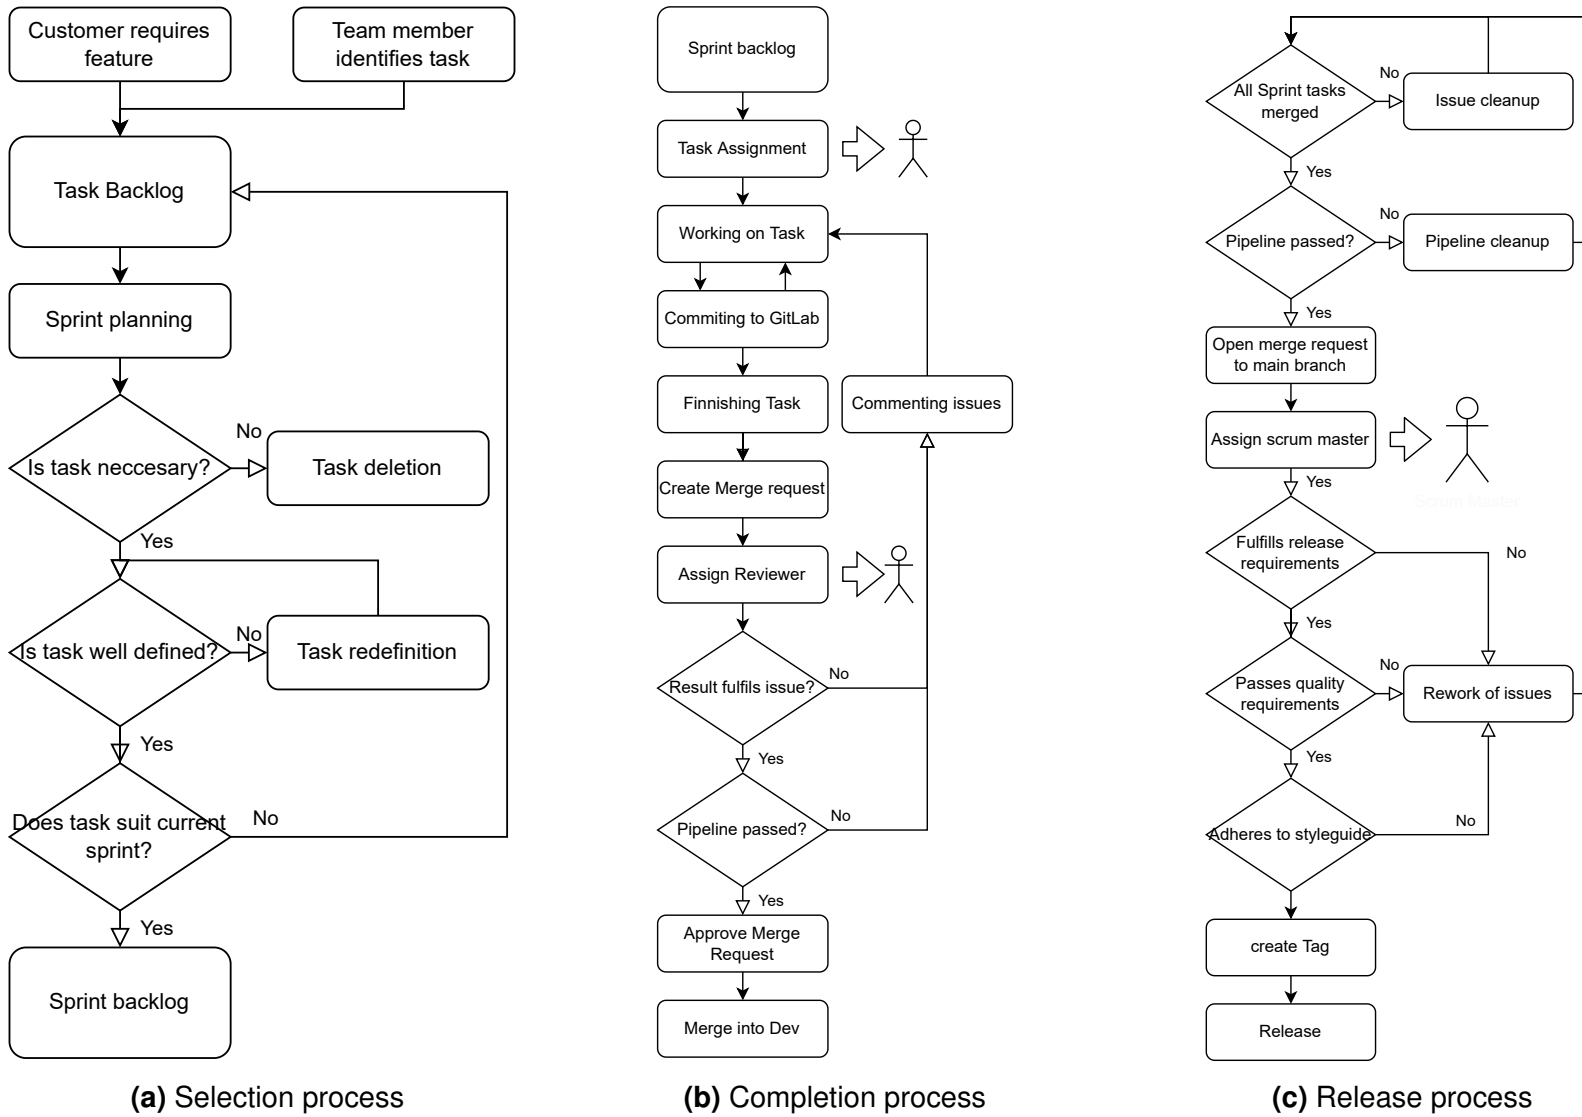 Customer requires
feature
Team member
identifies task
Task Backlog
Sprint planning
Is task neccesary?
No
Task deletion
Yes
Is task well defined?
No
Task redefinition
Yes
Does task suit current
sprint?
No
Yes
Sprint backlog
(a) Selection process
Sprint backlog
Task Assignment
Working on Task
Commiting to GitLab
Finnishing Task
Commenting issues
Create Merge request
Assign Reviewer
Result fulfils issue?
No
Yes
Pipeline passed?
No
Yes
Approve Merge
Request
Merge into Dev
(b) Completion process
All Sprint tasks
merged
No
Issue cleanup
Yes
Pipeline passed?
No
Pipeline cleanup
Yes
Open merge request
to main branch
Assign scrum master
Scrum Master
Yes
Fulfills release
requirements
No
Yes
Passes quality
requirements
No
Rework of issues
Yes
Adheres to styleguide
No
create Tag
Release
(c) Release process